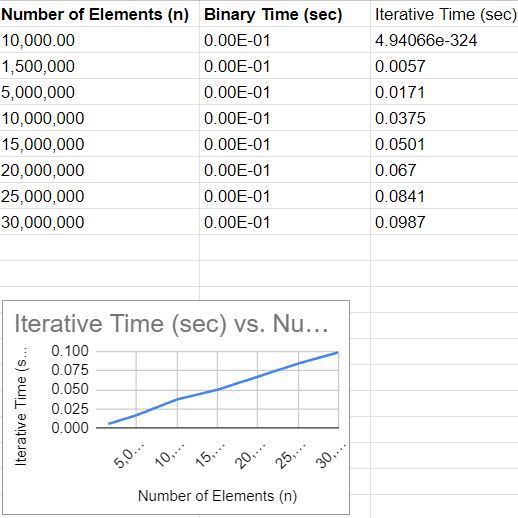 Number of Elements (n) Binary Time (sec) Iterative Time (sec)
10,000.00 0.00E-01 4.94066e-324
1,500,000 0.00E-01 0.0057
5,000,000 0.00E-01 0.0171
10,000,000 0.00E-01 0.0375
15,000,000 0.00E-01 0.0501
20,000,000 0.00E-01 0.067
25,000,000 0.00E-01 0.0841
30,000,000 0.00E-01 0.0987
Iterative Time (sec) vs. Nu...
Iterative Time (s...
0.100
0.075
0.050
0.025
0.000
5,0... 10,... 15,... 20,... 25,... 30,...
Number of Elements (n)